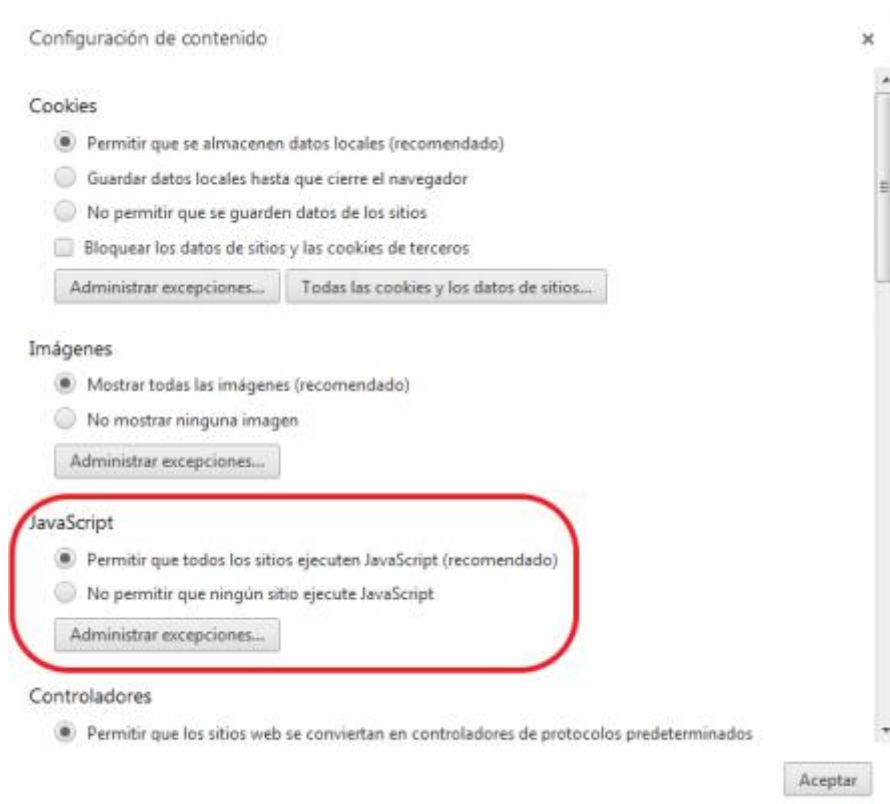 Configuración de contenido
Cookies
Permitir que se almacenen datos locales (recomendado)
Guardar datos locales hasta que cierre el navegador
No permitir que se guarden datos de los sitios
Bloquear los datos de sitios y las cookies de terceros
Administrar excepciones... Todas las cookies y los datos de sitios...
Imágenes
Mostrar todas las imágenes (recomendado)
No mostrar ninguna imagen
Administrar excepciones...
JavaScript
Permitir que todos los sitios ejecuten JavaScript (recomendado)
No permitir que ningún sitio ejecute JavaScript
Administrar excepciones...
Controladores
Permitir que los sitios web se conviertan en controladores de protocolos predeterminados
Aceptar